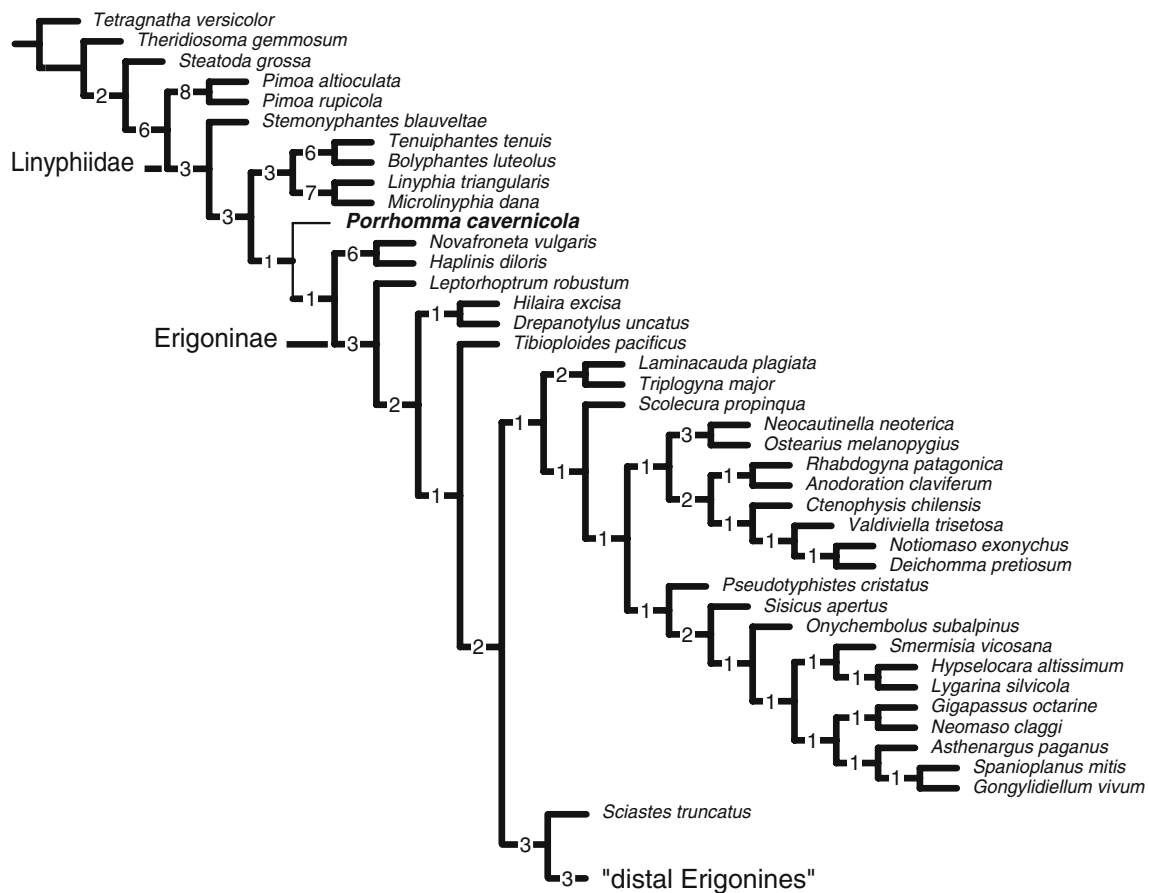 Tetragnatha versicolor
Theridiosoma gemmosum
Steatoda grossa
2
8
Pimoa altioculata
Pimoa rupicola
6
Stemonyphantes blauveltae
Tenuiphantes tenuis
6
Bolyphantes luteolus
Linyphiidae
3
3
Linyphia triangularis
7
Microlinyphia dana
3
Porrhomma cavernicola
Novafroneta vulgaris
6
1
Haplinis diloris
Leptorhoptrum robustum
1
Hilaira excisa
1
Drepanotylus uncatus
Erigoninae
3
Tibioploides pacificus
Laminacauda plagiata
2
Triplogyna major
2
Scolecura propinqua
1
Neocautinella neoterica
3
Ostearius melanopygius
1
1
Rhabdogyna patagonica
1
Anodoration claviferum
1
2
Ctenophysis chilensis
1
Valdiviella trisetosa
1
1
Notiomaso exonychus
1
Deichomma pretiosum
Pseudotyphistes cristatus
1
Sisicus apertus
2
Onychembolus subalpinus
2
Smermisia vicosana
1
1
Hypselocara altissimum
1
Lygarina silvicola
1
Gigapassus octarine
1
Neomaso claggi
1
Asthenargus paganus
1
Spanioplanus mitis
1
Gongylidiellum vivum
Sciastes truncatus
3
3
"distal Erigonines"